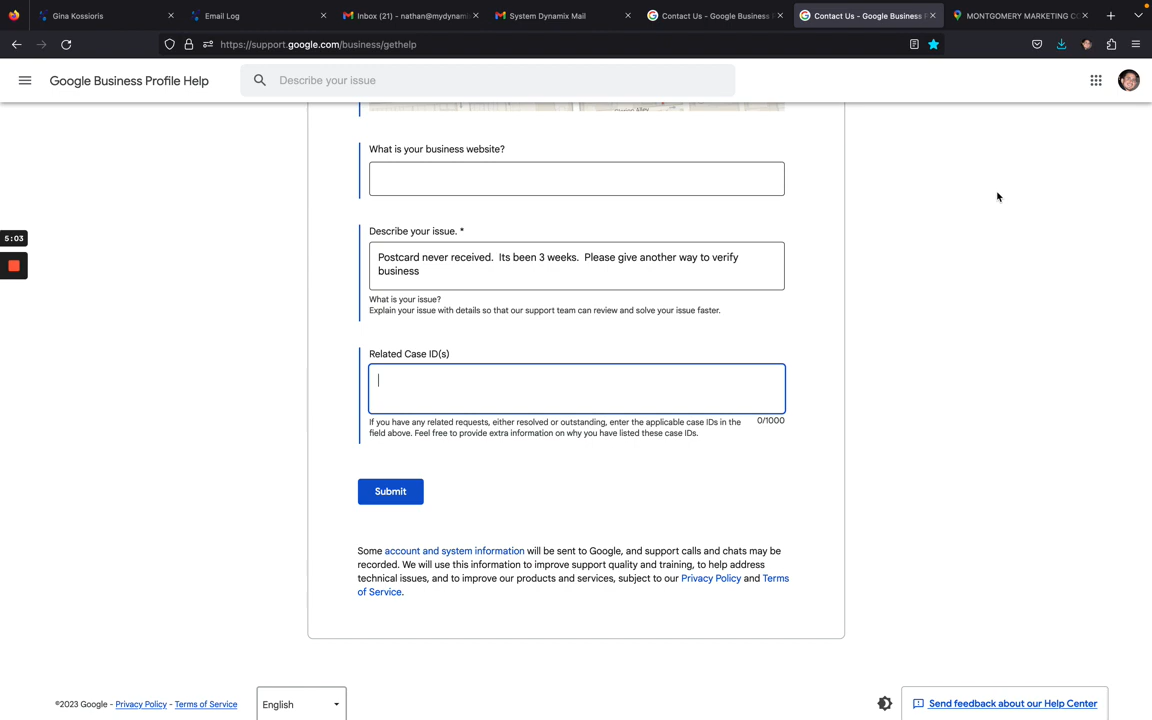 Gina Kossioris
Email Log
Inbox (21) - nathan@mydynami
System Dynamix Mail
Contact Us - Google Business P
Contact Us - Google Business P
MONTGOMERY MARKETING CO
https://support.google.com/business/gethelp
Google Business Profile Help
Describe your issue
What is your business website?
5:03
Describe your issue. *
Postcard never received. Its been 3 weeks. Please give another way to verify
business
What is your issue?
Explain your issue with details so that our support team can review and solve your issue faster.
Related Case ID(s)
If you have any related requests, either resolved or outstanding, enter the applicable case IDs in the
0/1000
field above. Feel free to provide extra information on why you have listed these case IDs.
Submit
Some account and system information will be sent to Google, and support calls and chats may be
recorded. We will use this information to improve support quality and training, to help address
technical issues, and to improve our products and services, subject to our Privacy Policy and Terms
of Service.
©2023 Google - Privacy Policy - Terms of Service
English
Send feedback about our Help Center